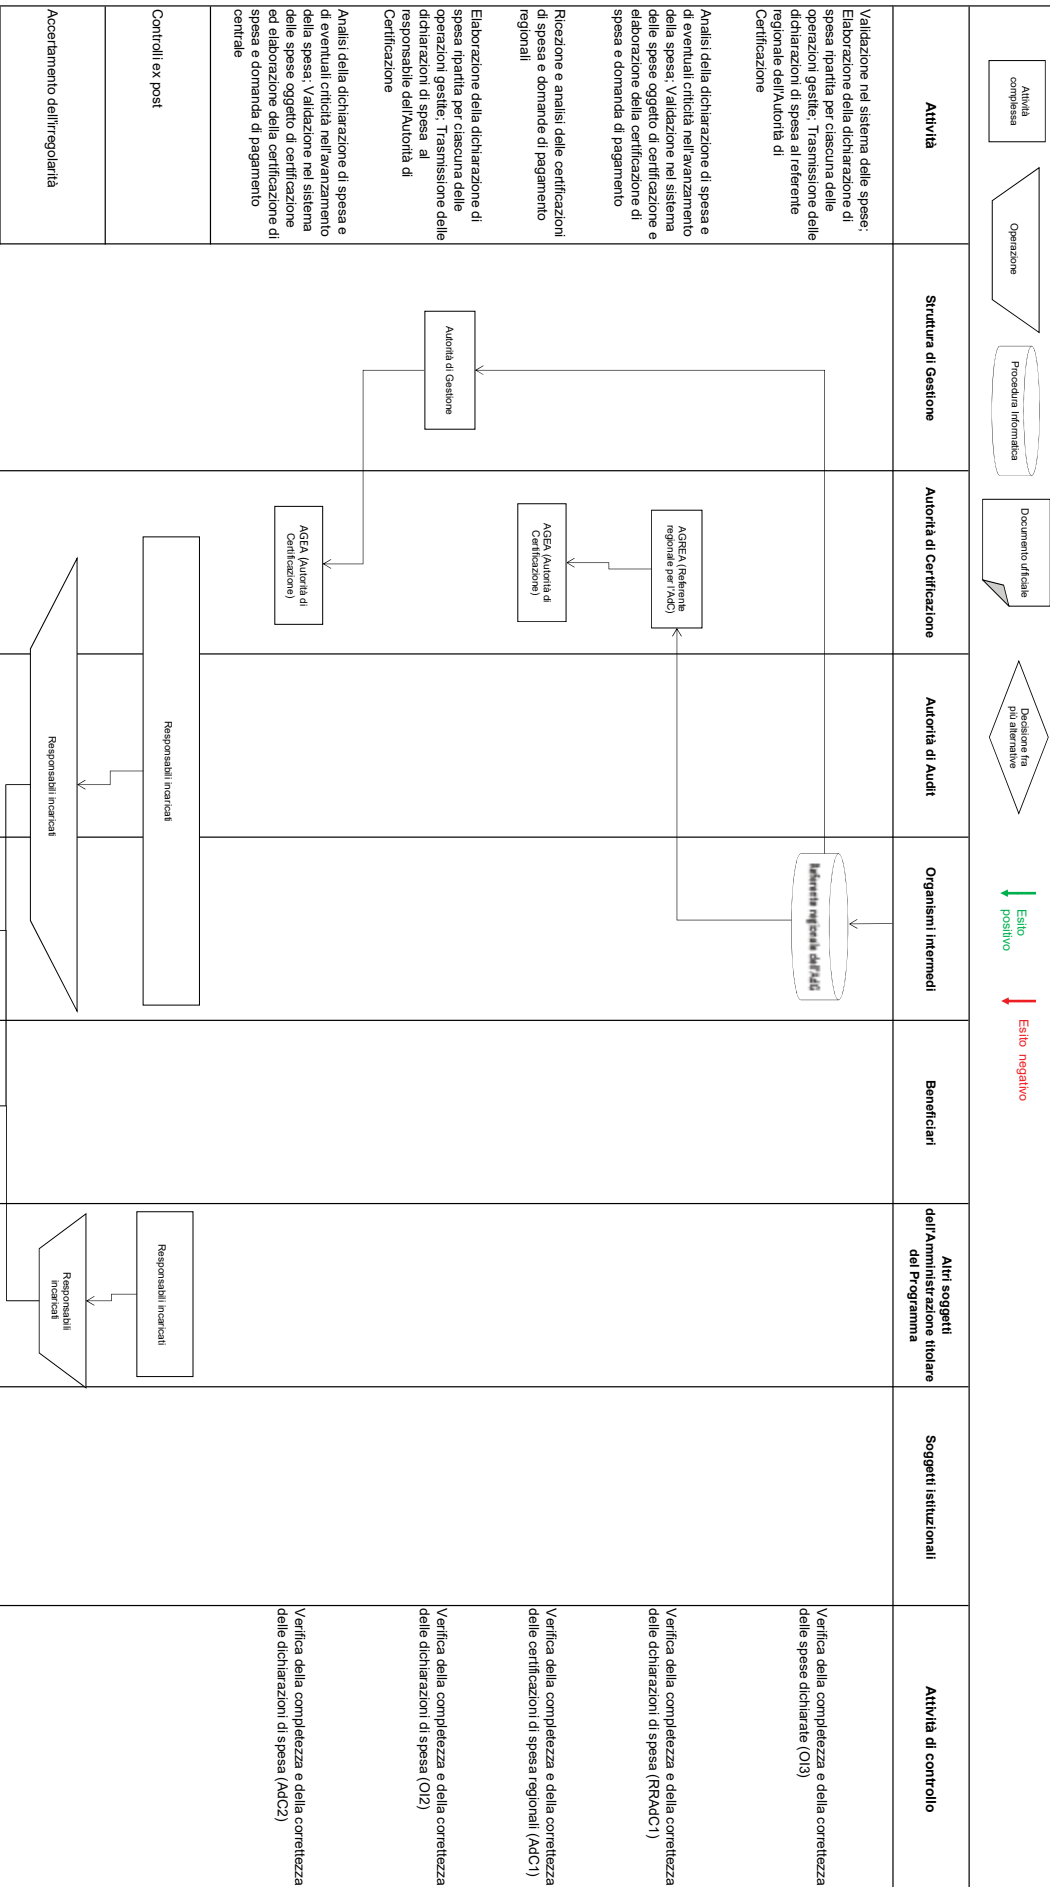 Attività
complessa
Operazione
Procedura Informatica
Documento ufficiale
Decisione fra
più alternative
Esito
positivo
Esito negativo
Attività
Struttura di Gestione
Autorità di Certificazione
Autorità di Audit
Organismi intermedi
Beneficiari
Altri soggetti
dell'Amministrazione titolare
del Programma
Soggetti istituzionali
Attività di controllo
Validazione nel sistema delle spese;
Elaborazione della dichiarazione di
spesa ripartita per ciascuna delle
operazioni gestite; Trasmissione delle
dichiarazioni di spesa al referente
regionale dell'Autorità di
Certificazione
Referente regionale dell'AdG
Verifica della completezza e della correttezza
delle spese dichiarate (OI3)
Analisi della dichiarazione di spesa e
di eventuali criticità nell'avanzamento
della spesa; Validazione nel sistema
delle spese oggetto di certificazione e
elaborazione della certificazione di
spesa e domanda di pagamento
AGREA (Referente
regionale per l'AdC)
Verifica della completezza e della correttezza
delle dchiarazioni di spesa (RRAdC1)
Ricezione e analisi delle certificazioni
di spesa e domande di pagamento
regionali
AGEA (Autorità di
Certificazione)
Verifica della completezza e della correttezza
delle certificazioni di spesa regionali (AdC1)
Elaborazione della dichiarazione di
spesa ripartita per ciascuna delle
operazioni gestite; Trasmissione delle
dichiarazioni di spesa al
responsabile dell'Autorità di
Certificazione
Autorità di Gestione
Verifica della completezza e della correttezza
delle dichiarazioni di spesa (OI2)
Analisi della dichiarazione di spesa e
di eventuali criticità nell'avanzamento
della spesa; Validazione nel sistema
delle spese oggetto di certificazione
ed elaborazione della certificazione di
spesa e domanda di pagamento
centrale
AGEA (Autorità di
Certificazione)
Verifica della completezza e della correttezza
delle dichiarazioni di spesa (AdC2)
Controlli ex post
Responsabili incaricati
Responsabili incaricati
Accertamento dell'irregolarità
Responsabili incaricati
Responsabili
incaricati